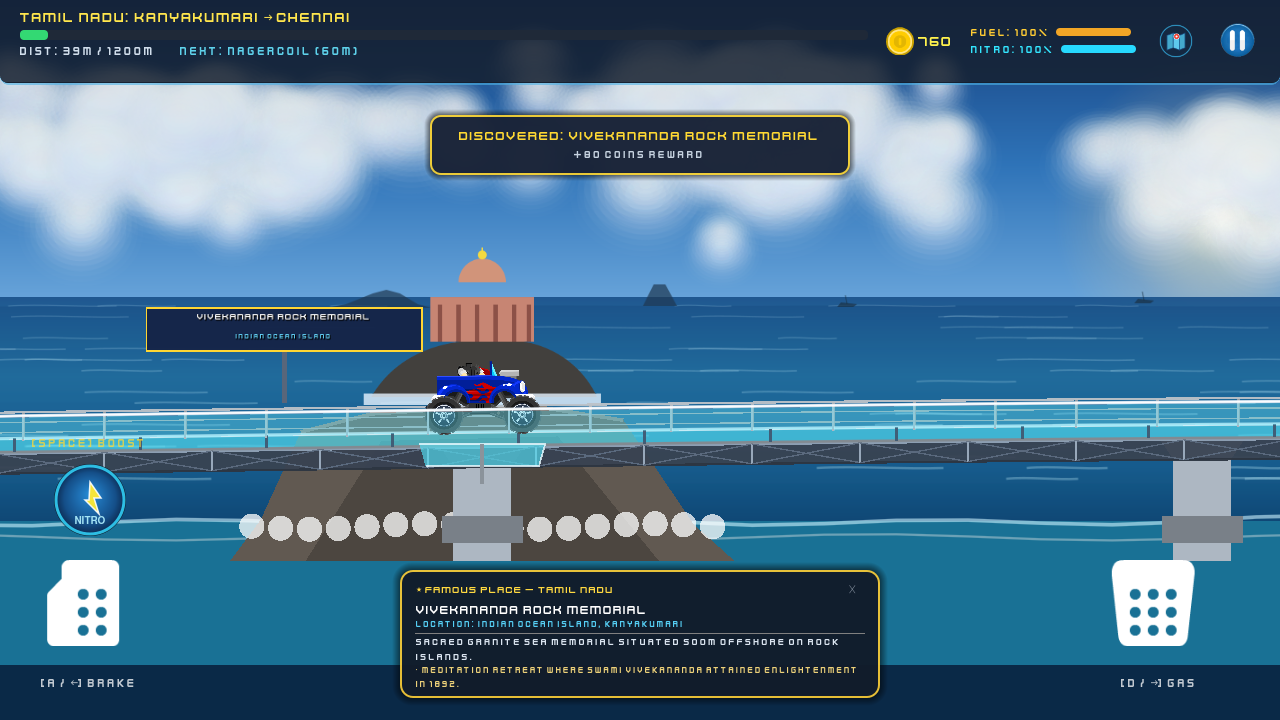 TAMIL NADU: KANYAKUMARI → CHENNAI
DIST: 39M / 1200M NEXT: NAGERCOIL (60M)
760
FUEL: 100%
NITRO: 100%
DISCOVERED: VIVEKANANDA ROCK MEMORIAL
+80 COINS REWARD
VIVEKANANDA ROCK MEMORIAL
INDIAN OCEAN ISLAND
[SPACE] BOOST
NITRO
★ FAMOUS PLACE — TAMIL NADU X
VIVEKANANDA ROCK MEMORIAL
LOCATION: INDIAN OCEAN ISLAND, KANYAKUMARI
SACRED GRANITE SEA MEMORIAL SITUATED 500M OFFSHORE ON ROCK
ISLANDS.
· MEDITATION RETREAT WHERE SWAMI VIVEKANANDA ATTAINED ENLIGHTENMENT
IN 1892.
[A / ←] BRAKE
[D / →] GAS